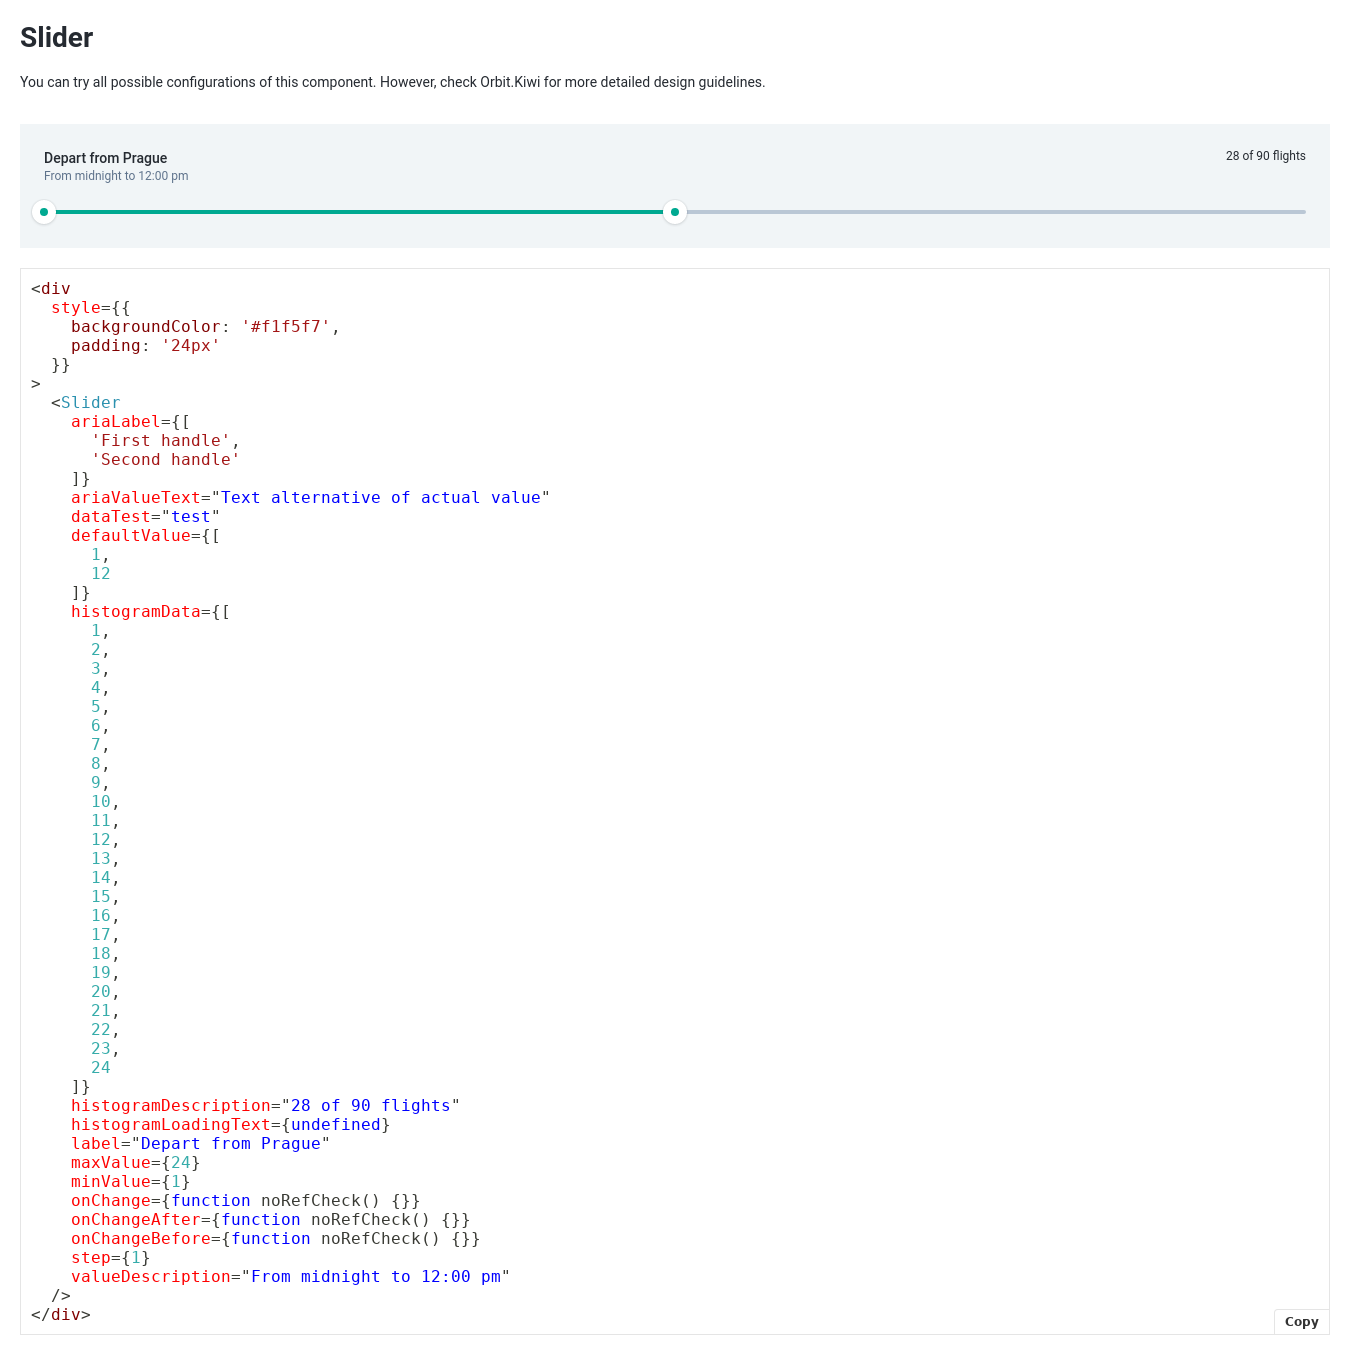 Slider
You can try all possible configurations of this component. However, check Orbit.Kiwi for more detailed design guidelines.
Depart from Prague
28 of 90 flights
From midnight to 12:00 pm
<div
  style={{
    backgroundColor: '#f1f5f7',
    padding: '24px'
  }}
>
  <Slider
    ariaLabel={[
      'First handle',
      'Second handle'
    ]}
    ariaValueText="Text alternative of actual value"
    dataTest="test"
    defaultValue={[
      1,
      12
    ]}
    histogramData={[
      1,
      2,
      3,
      4,
      5,
      6,
      7,
      8,
      9,
      10,
      11,
      12,
      13,
      14,
      15,
      16,
      17,
      18,
      19,
      20,
      21,
      22,
      23,
      24
    ]}
    histogramDescription="28 of 90 flights"
    histogramLoadingText={undefined}
    label="Depart from Prague"
    maxValue={24}
    minValue={1}
    onChange={function noRefCheck() {}}
    onChangeAfter={function noRefCheck() {}}
    onChangeBefore={function noRefCheck() {}}
    step={1}
    valueDescription="From midnight to 12:00 pm"
  />
</div>
Copy